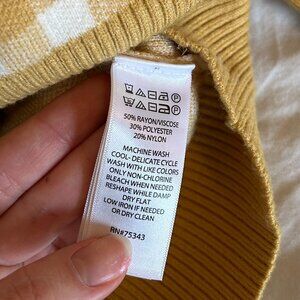 50% RAYON/VISCOSE
30% POLYESTER
20% NYLON
MACHINE WASH
COOL- DELICATE CYCLE
WASH WITH LIKE COLORS
ONLY NON-CHLORINE
BLEACH WHEN NEEDED
RESHAPE WHILE DAMP
DRY FLAT
LOW IRON IF NEEDED
OR DRY CLEAN
RN#75343